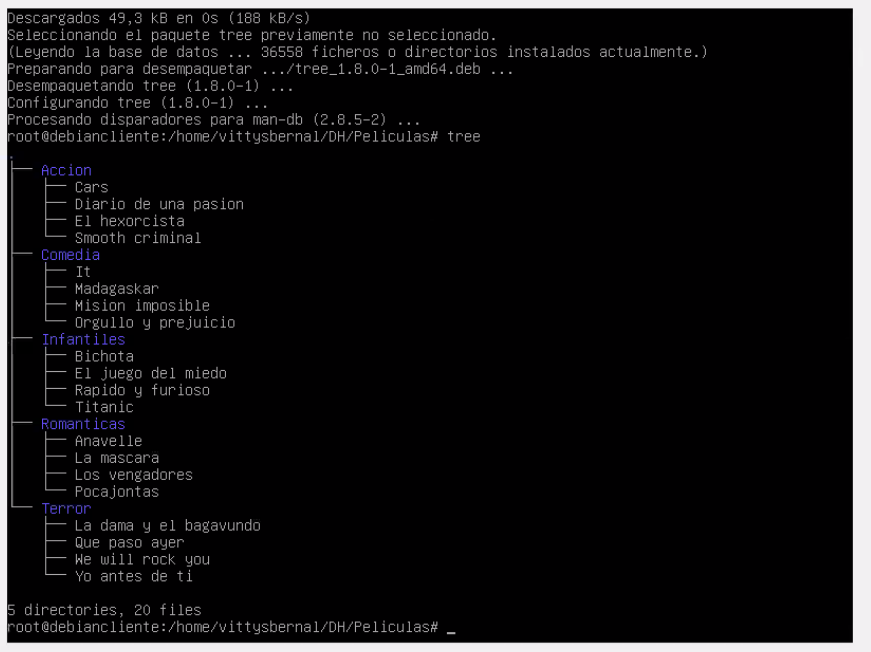 Descargados 49,3 kB en 0s (188 kB/s)
Seleccionando el paquete tree previamente no seleccionado.
(Leyendo la base de datos ... 36558 ficheros o directorios instalados actualmente.)
Preparando para desempaquetar .../tree_1.8.0-1_amd64.deb ...
Desempaquetando tree (1.8.0-1) ...
Configurando tree (1.8.0-1) ...
Procesando disparadores para man-db (2.8.5-2) ...
root@debiancliente:/home/vittysbernal/DH/Peliculas# tree
.
├── Accion
│   ├── Cars
│   ├── Diario de una pasion
│   ├── El hexorcista
│   └── Smooth criminal
├── Comedia
│   ├── It
│   ├── Madagaskar
│   ├── Mision imposible
│   └── Orgullo y prejuicio
├── Infantiles
│   ├── Bichota
│   ├── El juego del miedo
│   ├── Rapido y furioso
│   └── Titanic
├── Romanticas
│   ├── Anavelle
│   ├── La mascara
│   ├── Los vengadores
│   └── Pocajontas
└── Terror
    ├── La dama y el bagavundo
    ├── Que paso ayer
    ├── We will rock you
    └── Yo antes de ti
5 directories, 20 files
root@debiancliente:/home/vittysbernal/DH/Peliculas# _